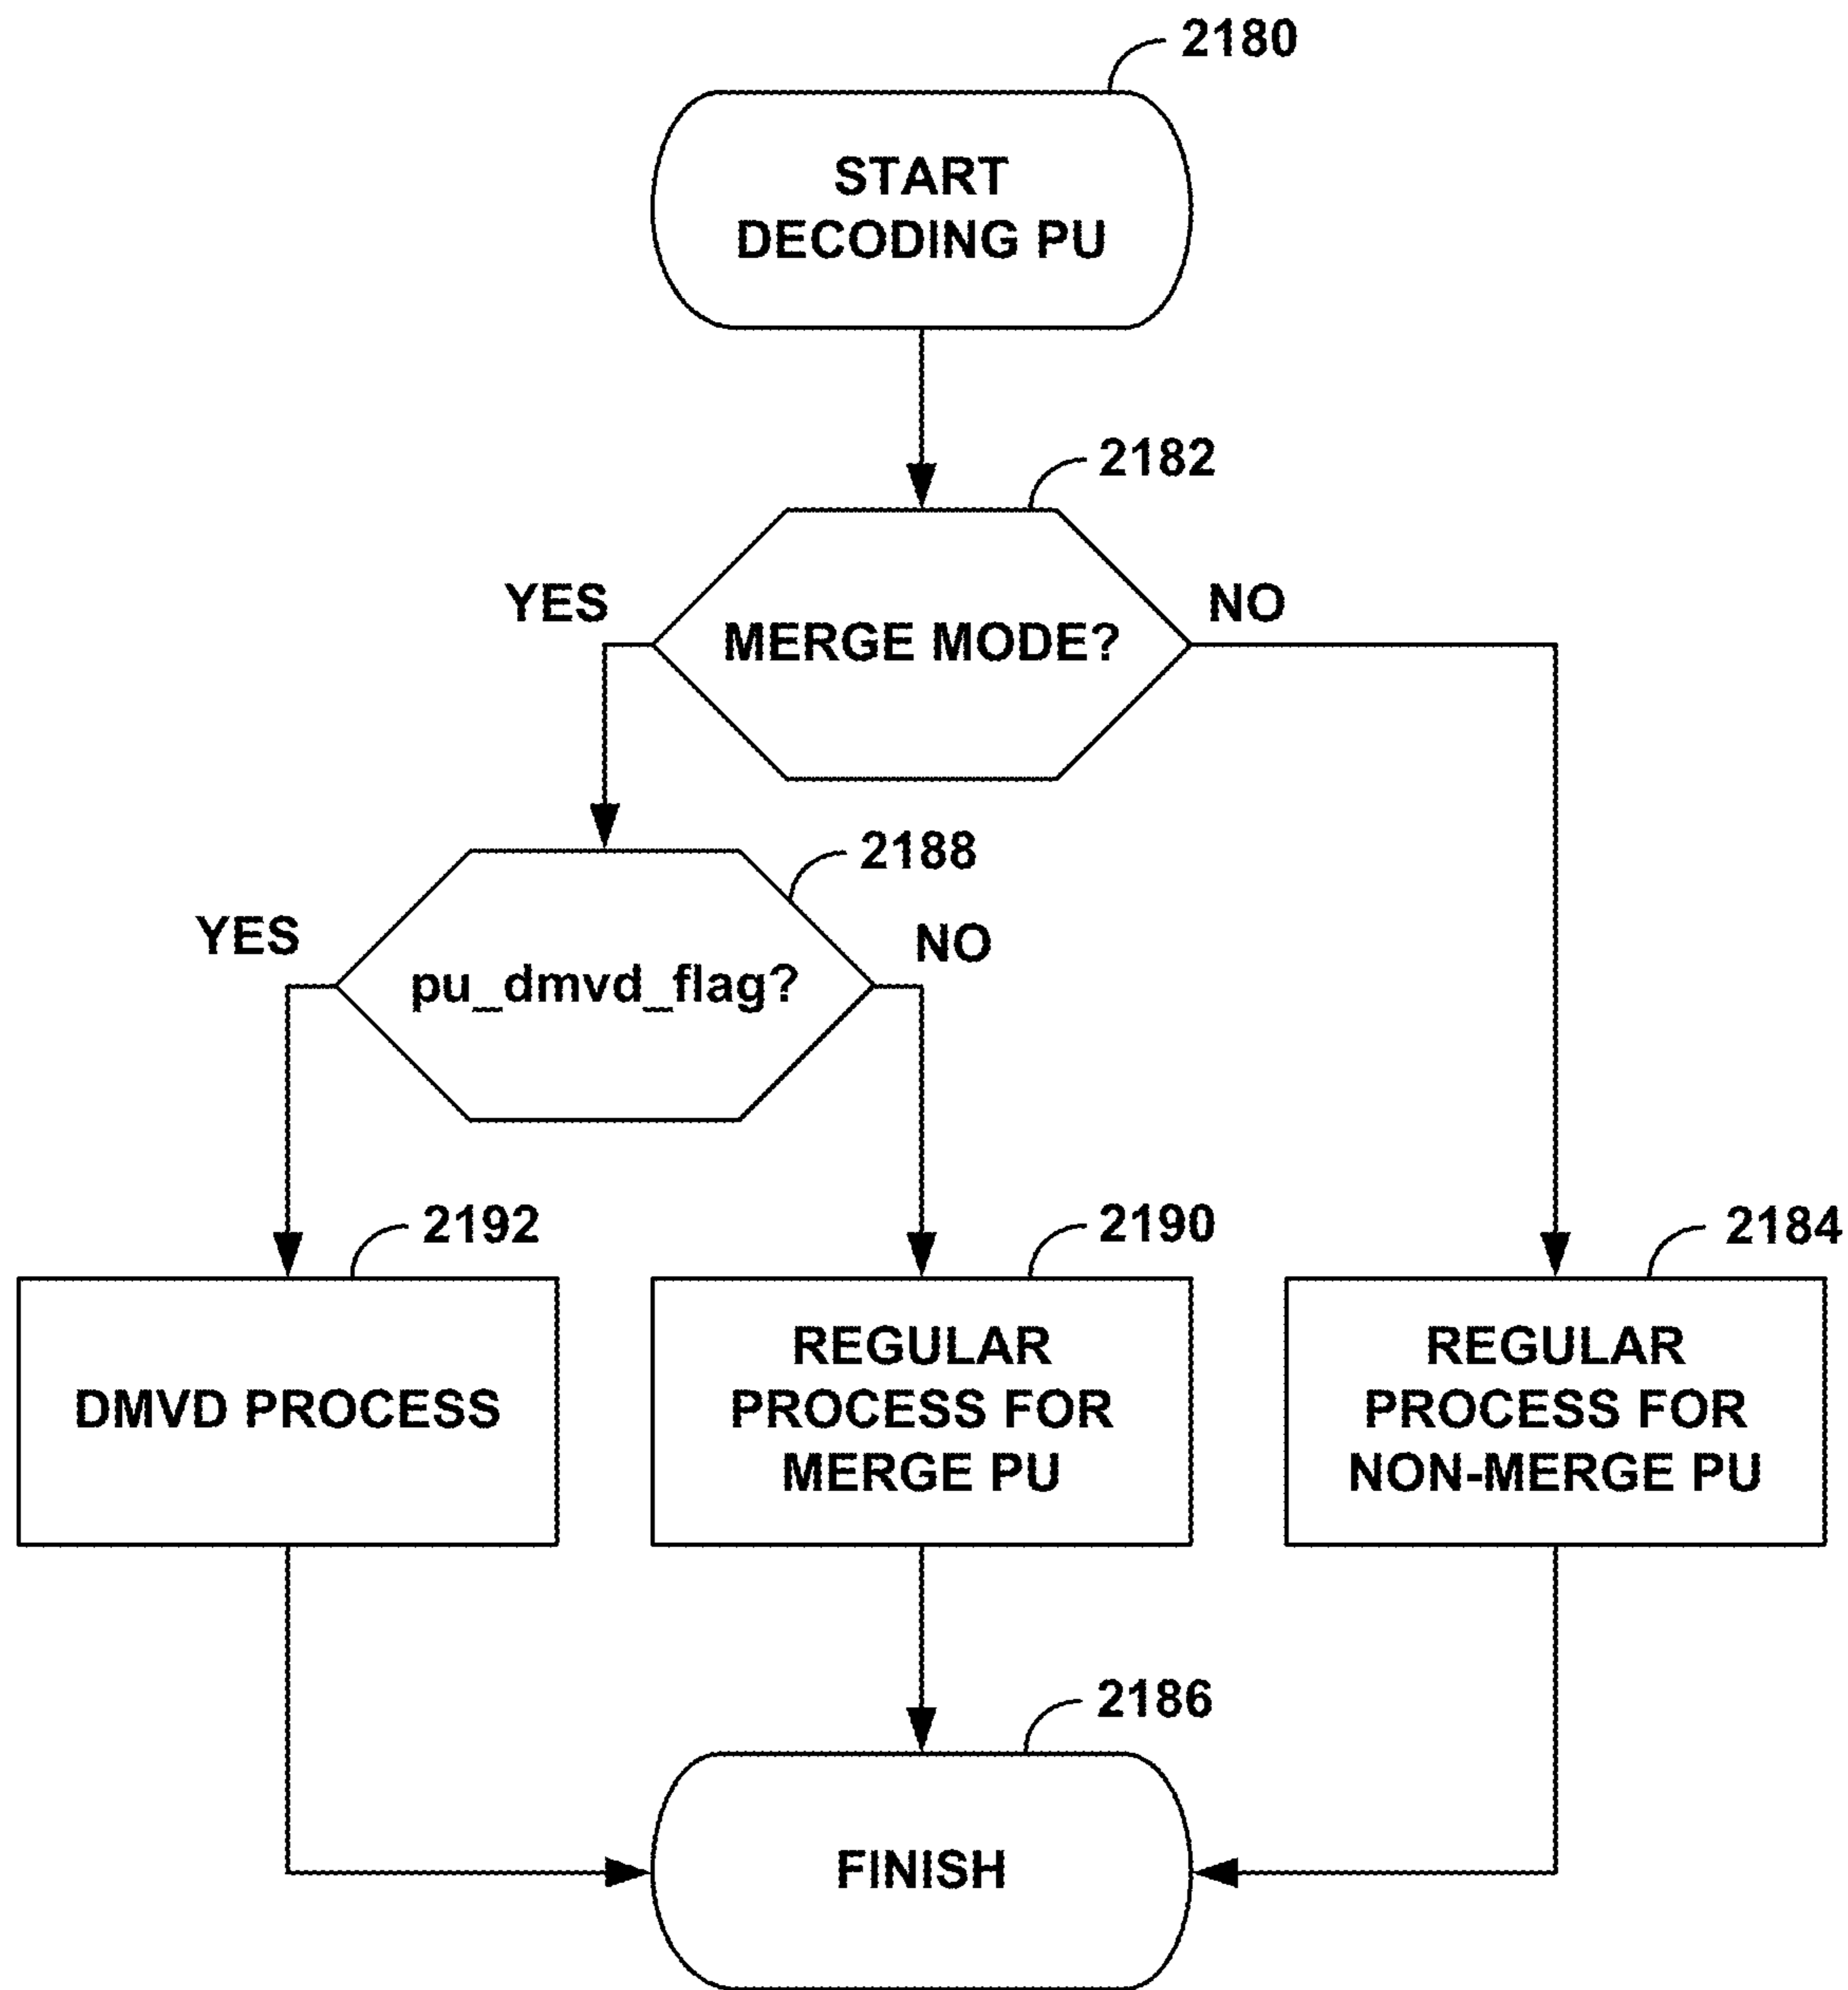 2180
START
DECODING PU
2182
YES
NO
MERGE MODE?
2188
YES
NO
pu_dmvd_flag?
2192
2190
2184
DMVD PROCESS
REGULAR
PROCESS FOR
MERGE PU
REGULAR
PROCESS FOR
NON-MERGE PU
2186
FINISH